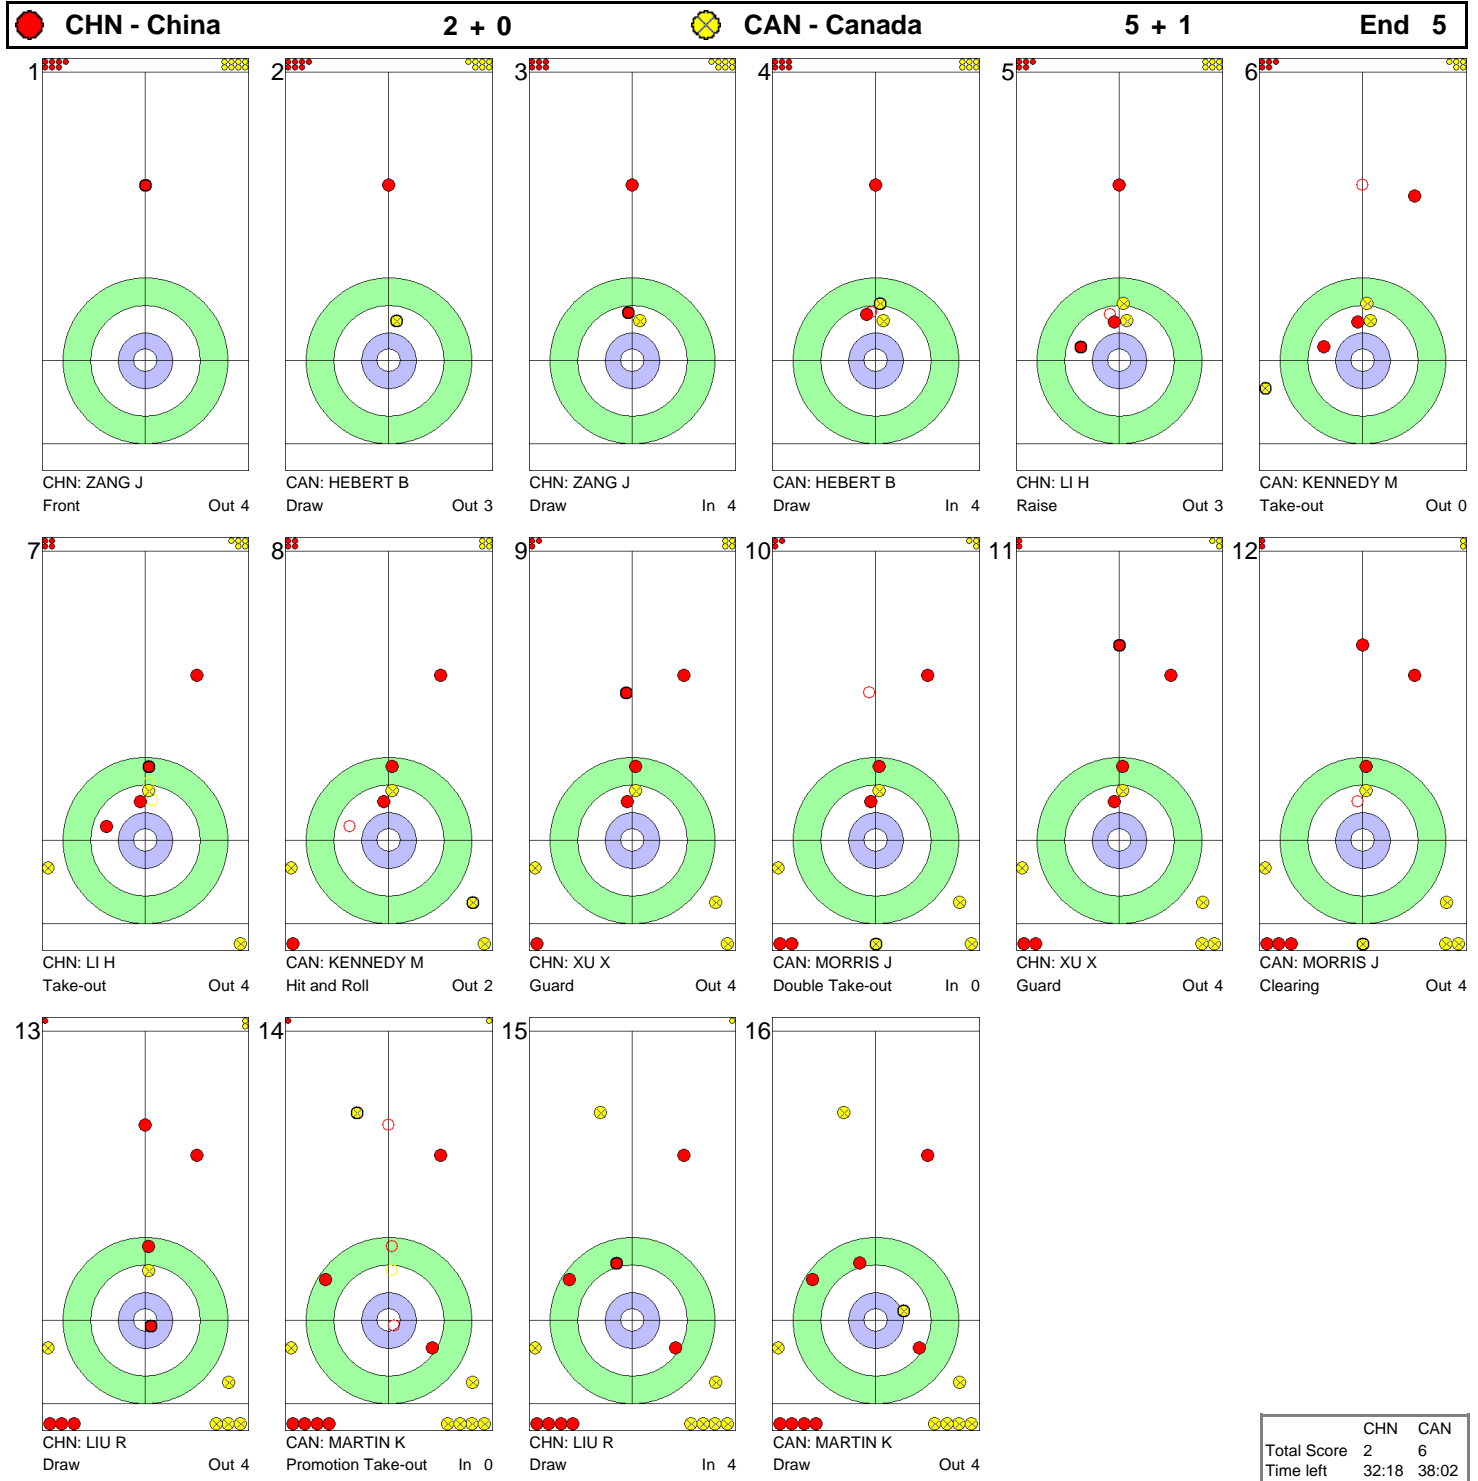 CHN - China 2 + 0 CAN - Canada 5 + 1 End 5
1 2 3 4 5 6
CHN: ZANG J CAN: HEBERT B CHN: ZANG J CAN: HEBERT B CHN: LI H CAN: KENNEDY M
Front Out 4 Draw Out 3 Draw In 4 Draw In 4 Raise Out 3 Take-out Out 0
7 8 9 10 11 12
CHN: LI H CAN: KENNEDY M CHN: XU X CAN: MORRIS J CHN: XU X CAN: MORRIS J
Take-out Out 4 Hit and Roll Out 2 Guard Out 4 Double Take-out In 0 Guard Out 4 Clearing Out 4
13 14 15 16
CHN: LIU R CAN: MARTIN K CHN: LIU R CAN: MARTIN K
Draw Out 4 Promotion Take-out In 0 Draw In 4 Draw Out 4
CHN CAN
Total Score 2 6
Time left 32:18 38:02